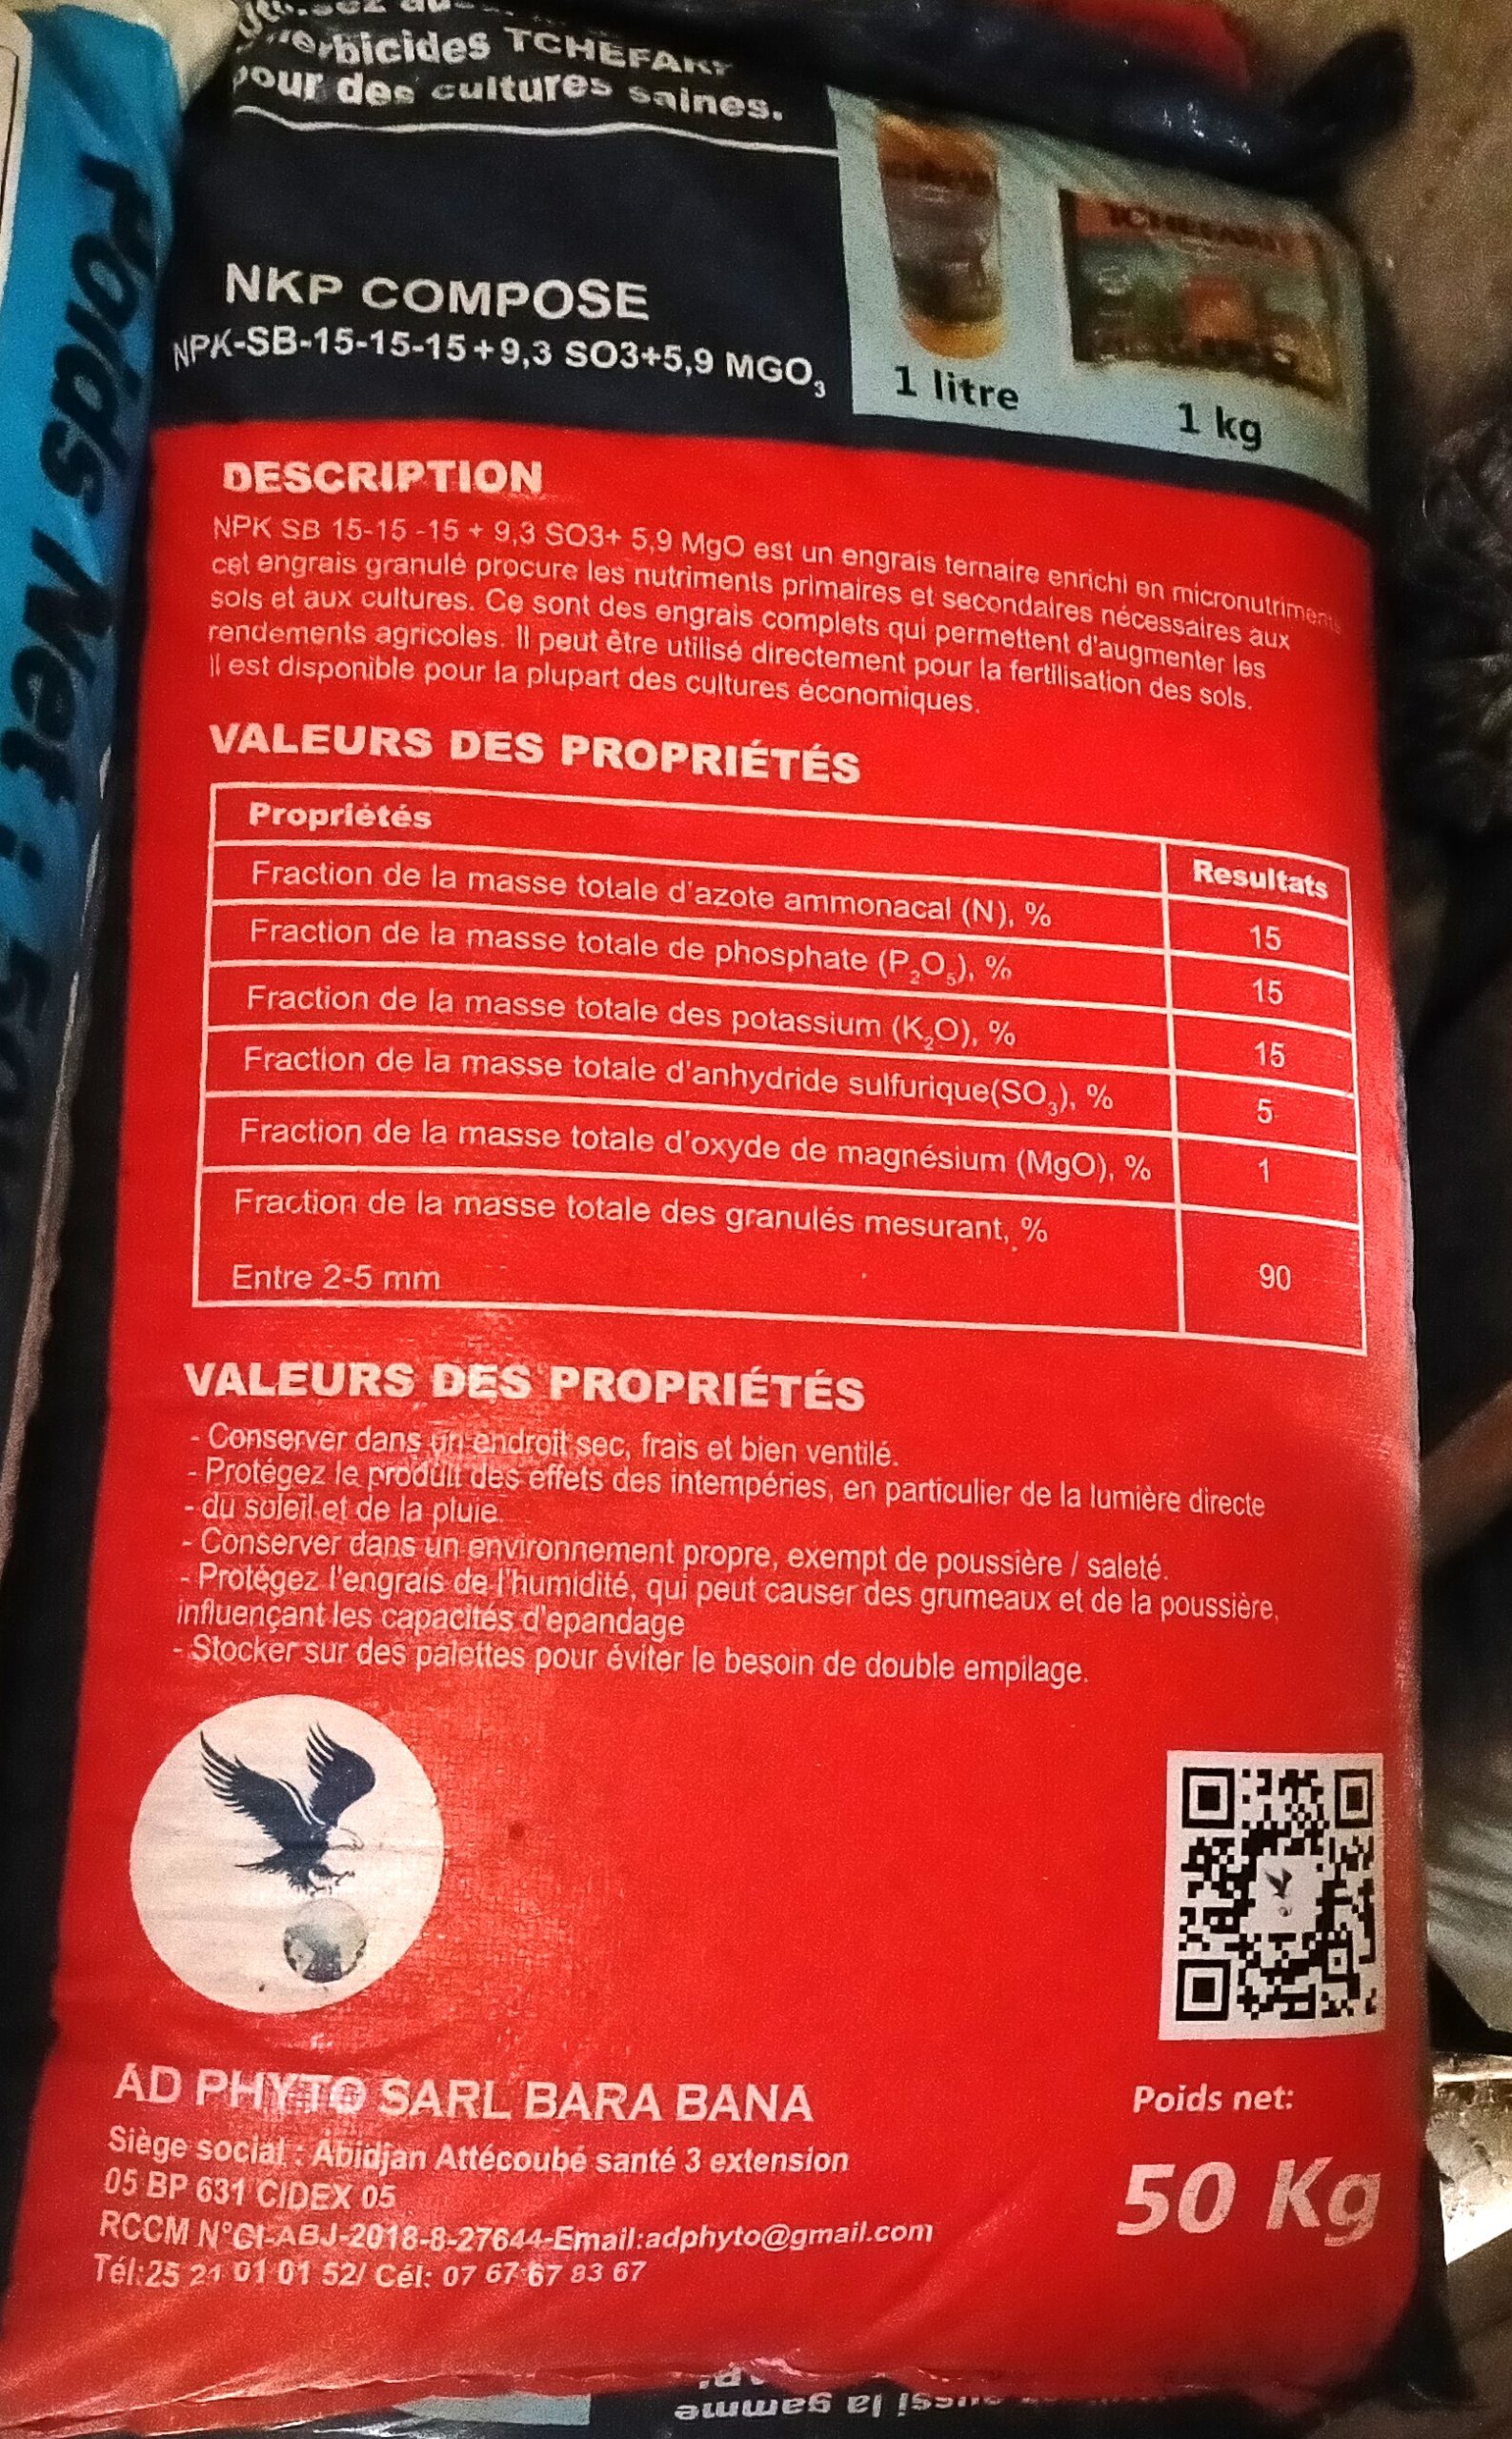 Herbicides TCHEFARI
pour des cultures saines.
NKP COMPOSE
NPK-SB-15-15-15+9,3 SO3+5,9 MGO₃
1 litre
1 kg
DESCRIPTION
NPK SB 15-15 -15 + 9,3 SO3+ 5,9 MgO est un engrais ternaire enrichi en micronutriments
cet engrais granulé procure les nutriments primaires et secondaires nécessaires aux
sols et aux cultures. Ce sont des engrais complets qui permettent d'augmenter les
rendements agricoles. Il peut être utilisé directement pour la fertilisation des sols.
Il est disponible pour la plupart des cultures économiques.
VALEURS DES PROPRIÉTÉS
Propriétés
Resultats
Fraction de la masse totale d'azote ammonacal (N), %
15
Fraction de la masse totale de phosphate (P₂O₅), %
15
Fraction de la masse totale des potassium (K₂O), %
15
Fraction de la masse totale d'anhydride sulfurique(SO₃), %
5
Fraction de la masse totale d'oxyde de magnésium (MgO), %
1
Fraction de la masse totale des granulés mesurant, %
Entre 2-5 mm
90
VALEURS DES PROPRIÉTÉS
- Conserver dans un endroit sec, frais et bien ventilé.
- Protégez le produit des effets des intempéries, en particulier de la lumière directe
- du soleil et de la pluie.
- Conserver dans un environnement propre, exempt de poussière / saleté.
- Protégez l'engrais de l'humidité, qui peut causer des grumeaux et de la poussière,
influençant les capacités d'epandage
- Stocker sur des palettes pour éviter le besoin de double empilage.
AD PHYTO SARL BARA BANA
Siège social : Abidjan Attécoubé santé 3 extension
05 BP 631 CIDEX 05
RCCM N°CI-ABJ-2018-8-27644-Email:adphyto@gmail.com
Tél:25 21 01 01 52/ Cél: 07 67 67 83 67
Poids net:
50 Kg
Poids Net : 50
aussi la gamme